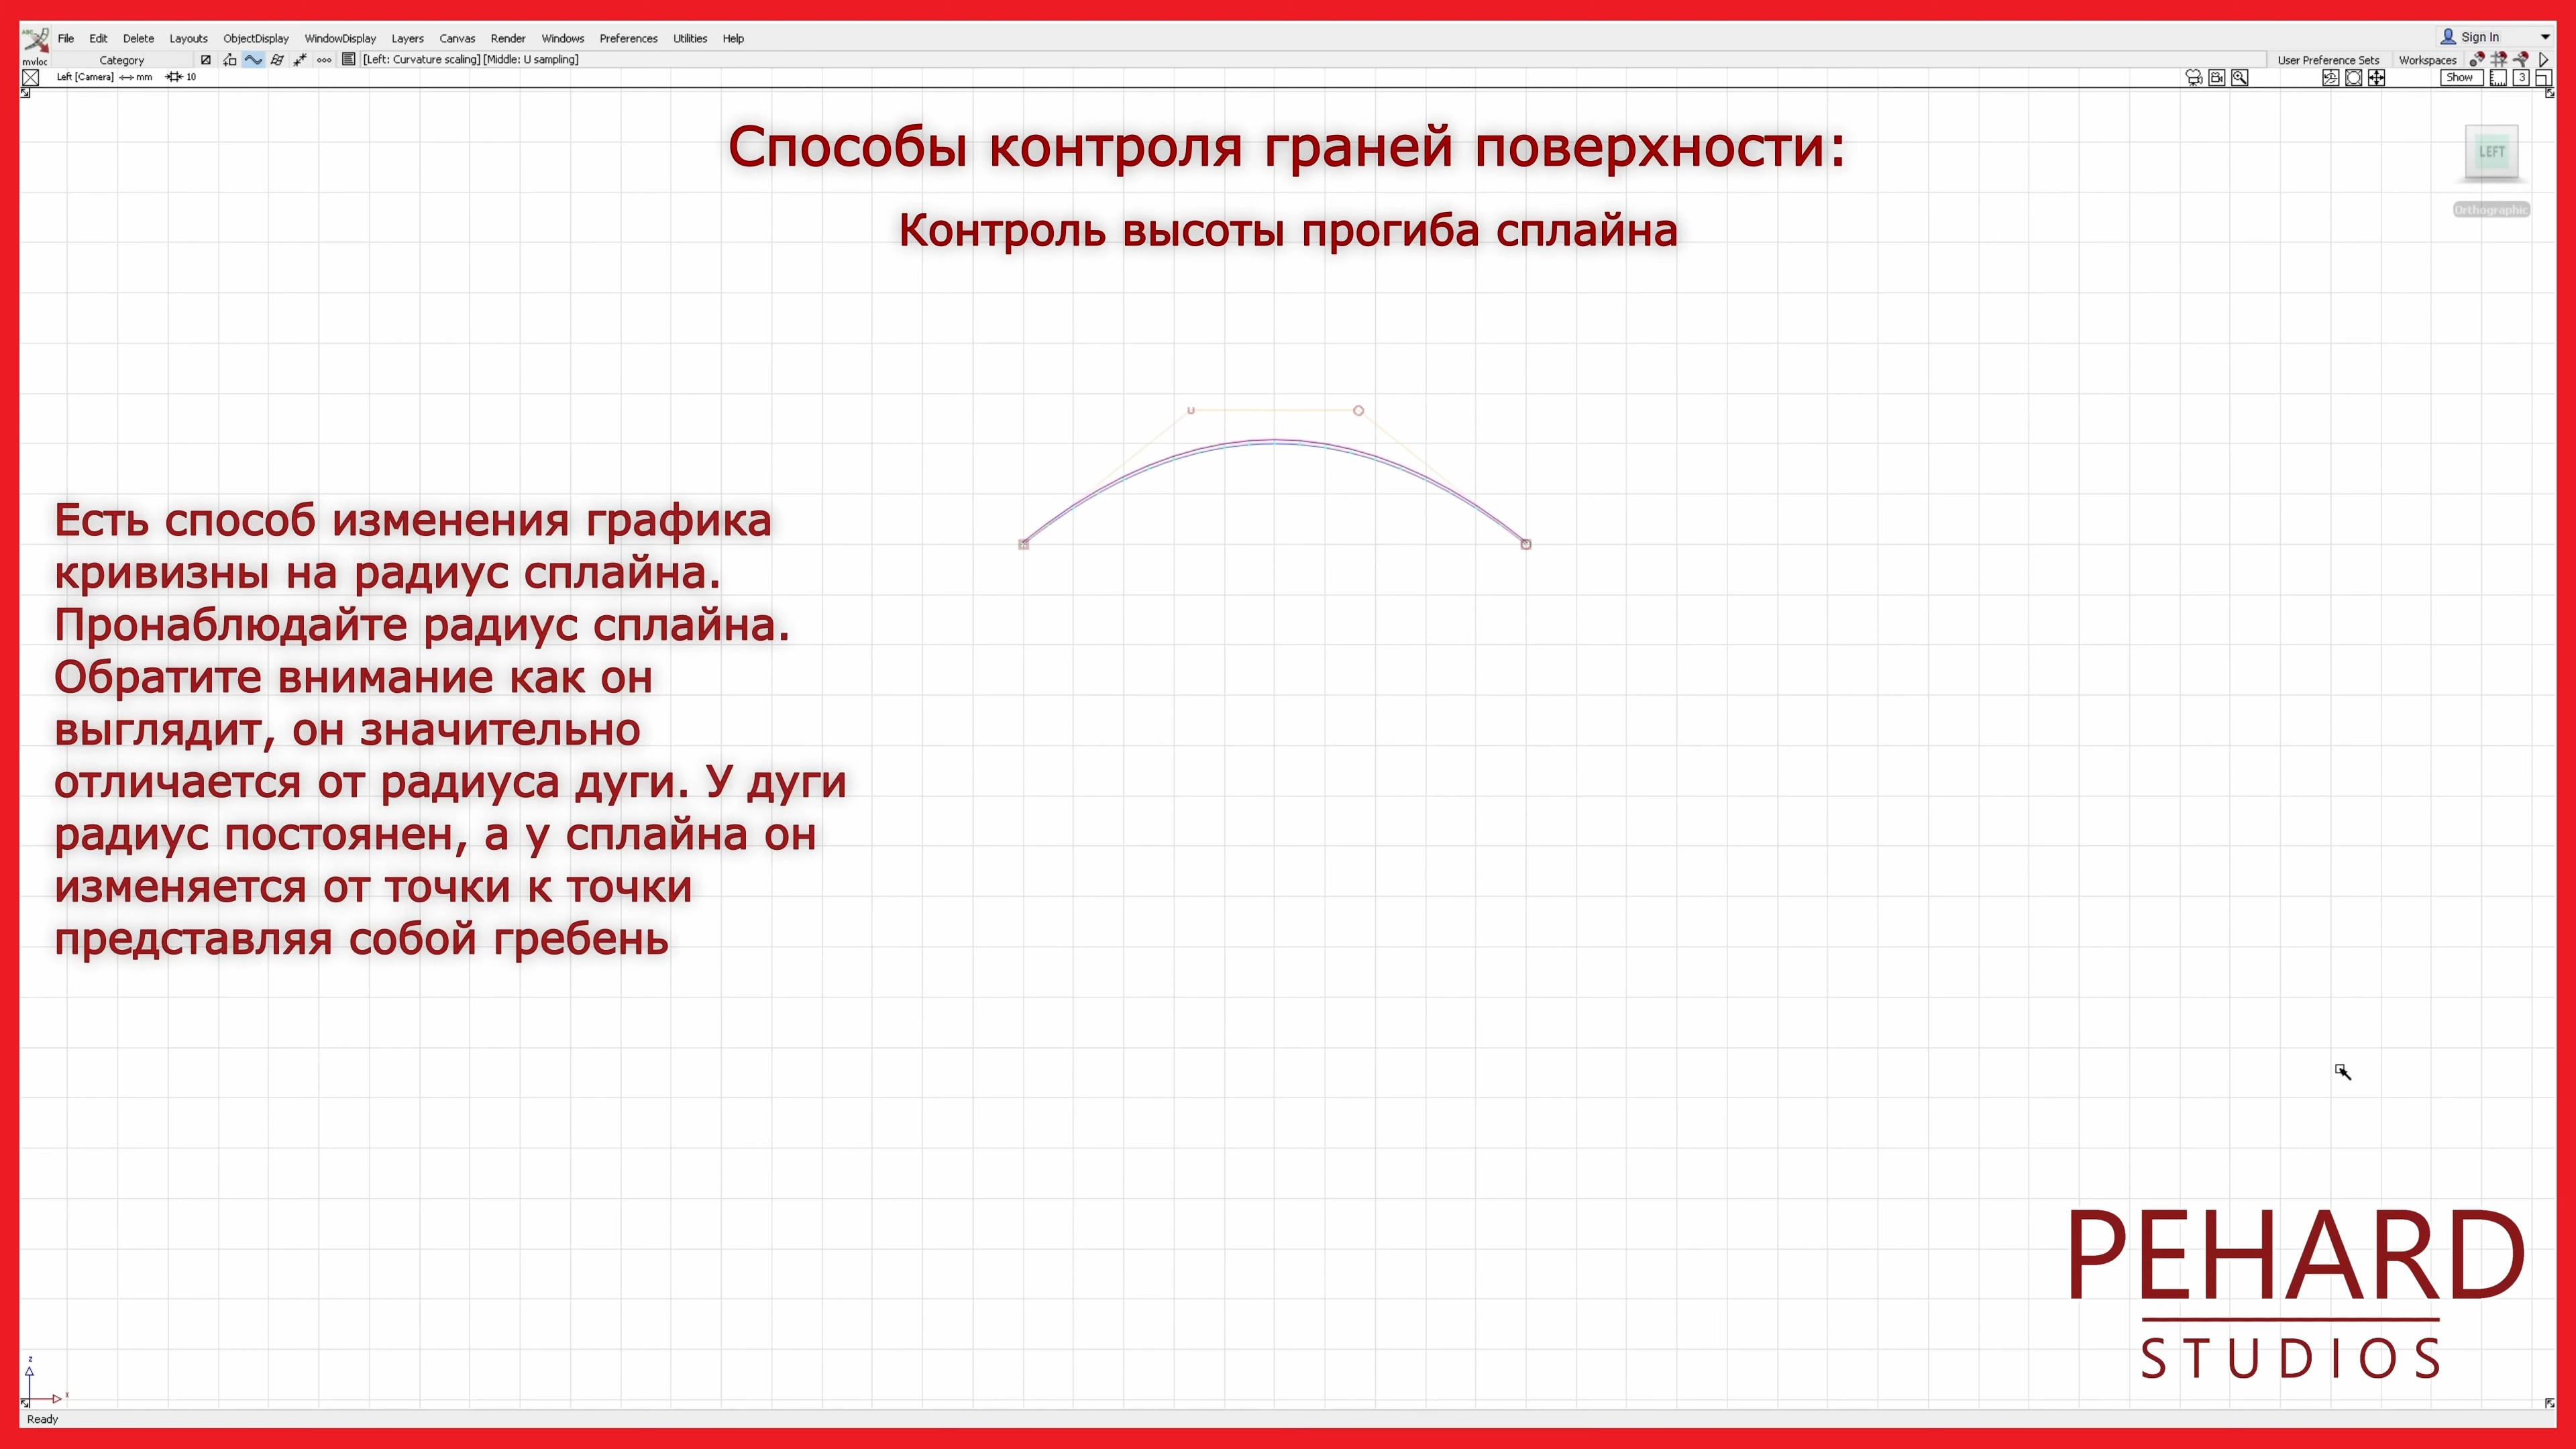 File Edit Delete Layouts ObjectDisplay WindowDisplay Layers Canvas Render Windows Preferences Utilities Help
Sign In
mvloc Category [Left: Curvature scaling] [Middle: U sampling] User Preference Sets Workspaces
Left [Camera] mm 10 Show 3
Способы контроля граней поверхности:
LEFT
Orthographic
Контроль высоты прогиба сплайна
U
Есть способ изменения графика
кривизны на радиус сплайна.
Пронаблюдайте радиус сплайна.
Обратите внимание как он
выглядит, он значительно
отличается от радиуса дуги. У дуги
радиус постоянен, а у сплайна он
изменяется от точки к точки
представляя собой гребень
PEHARD
STUDIOS
z
x
Ready